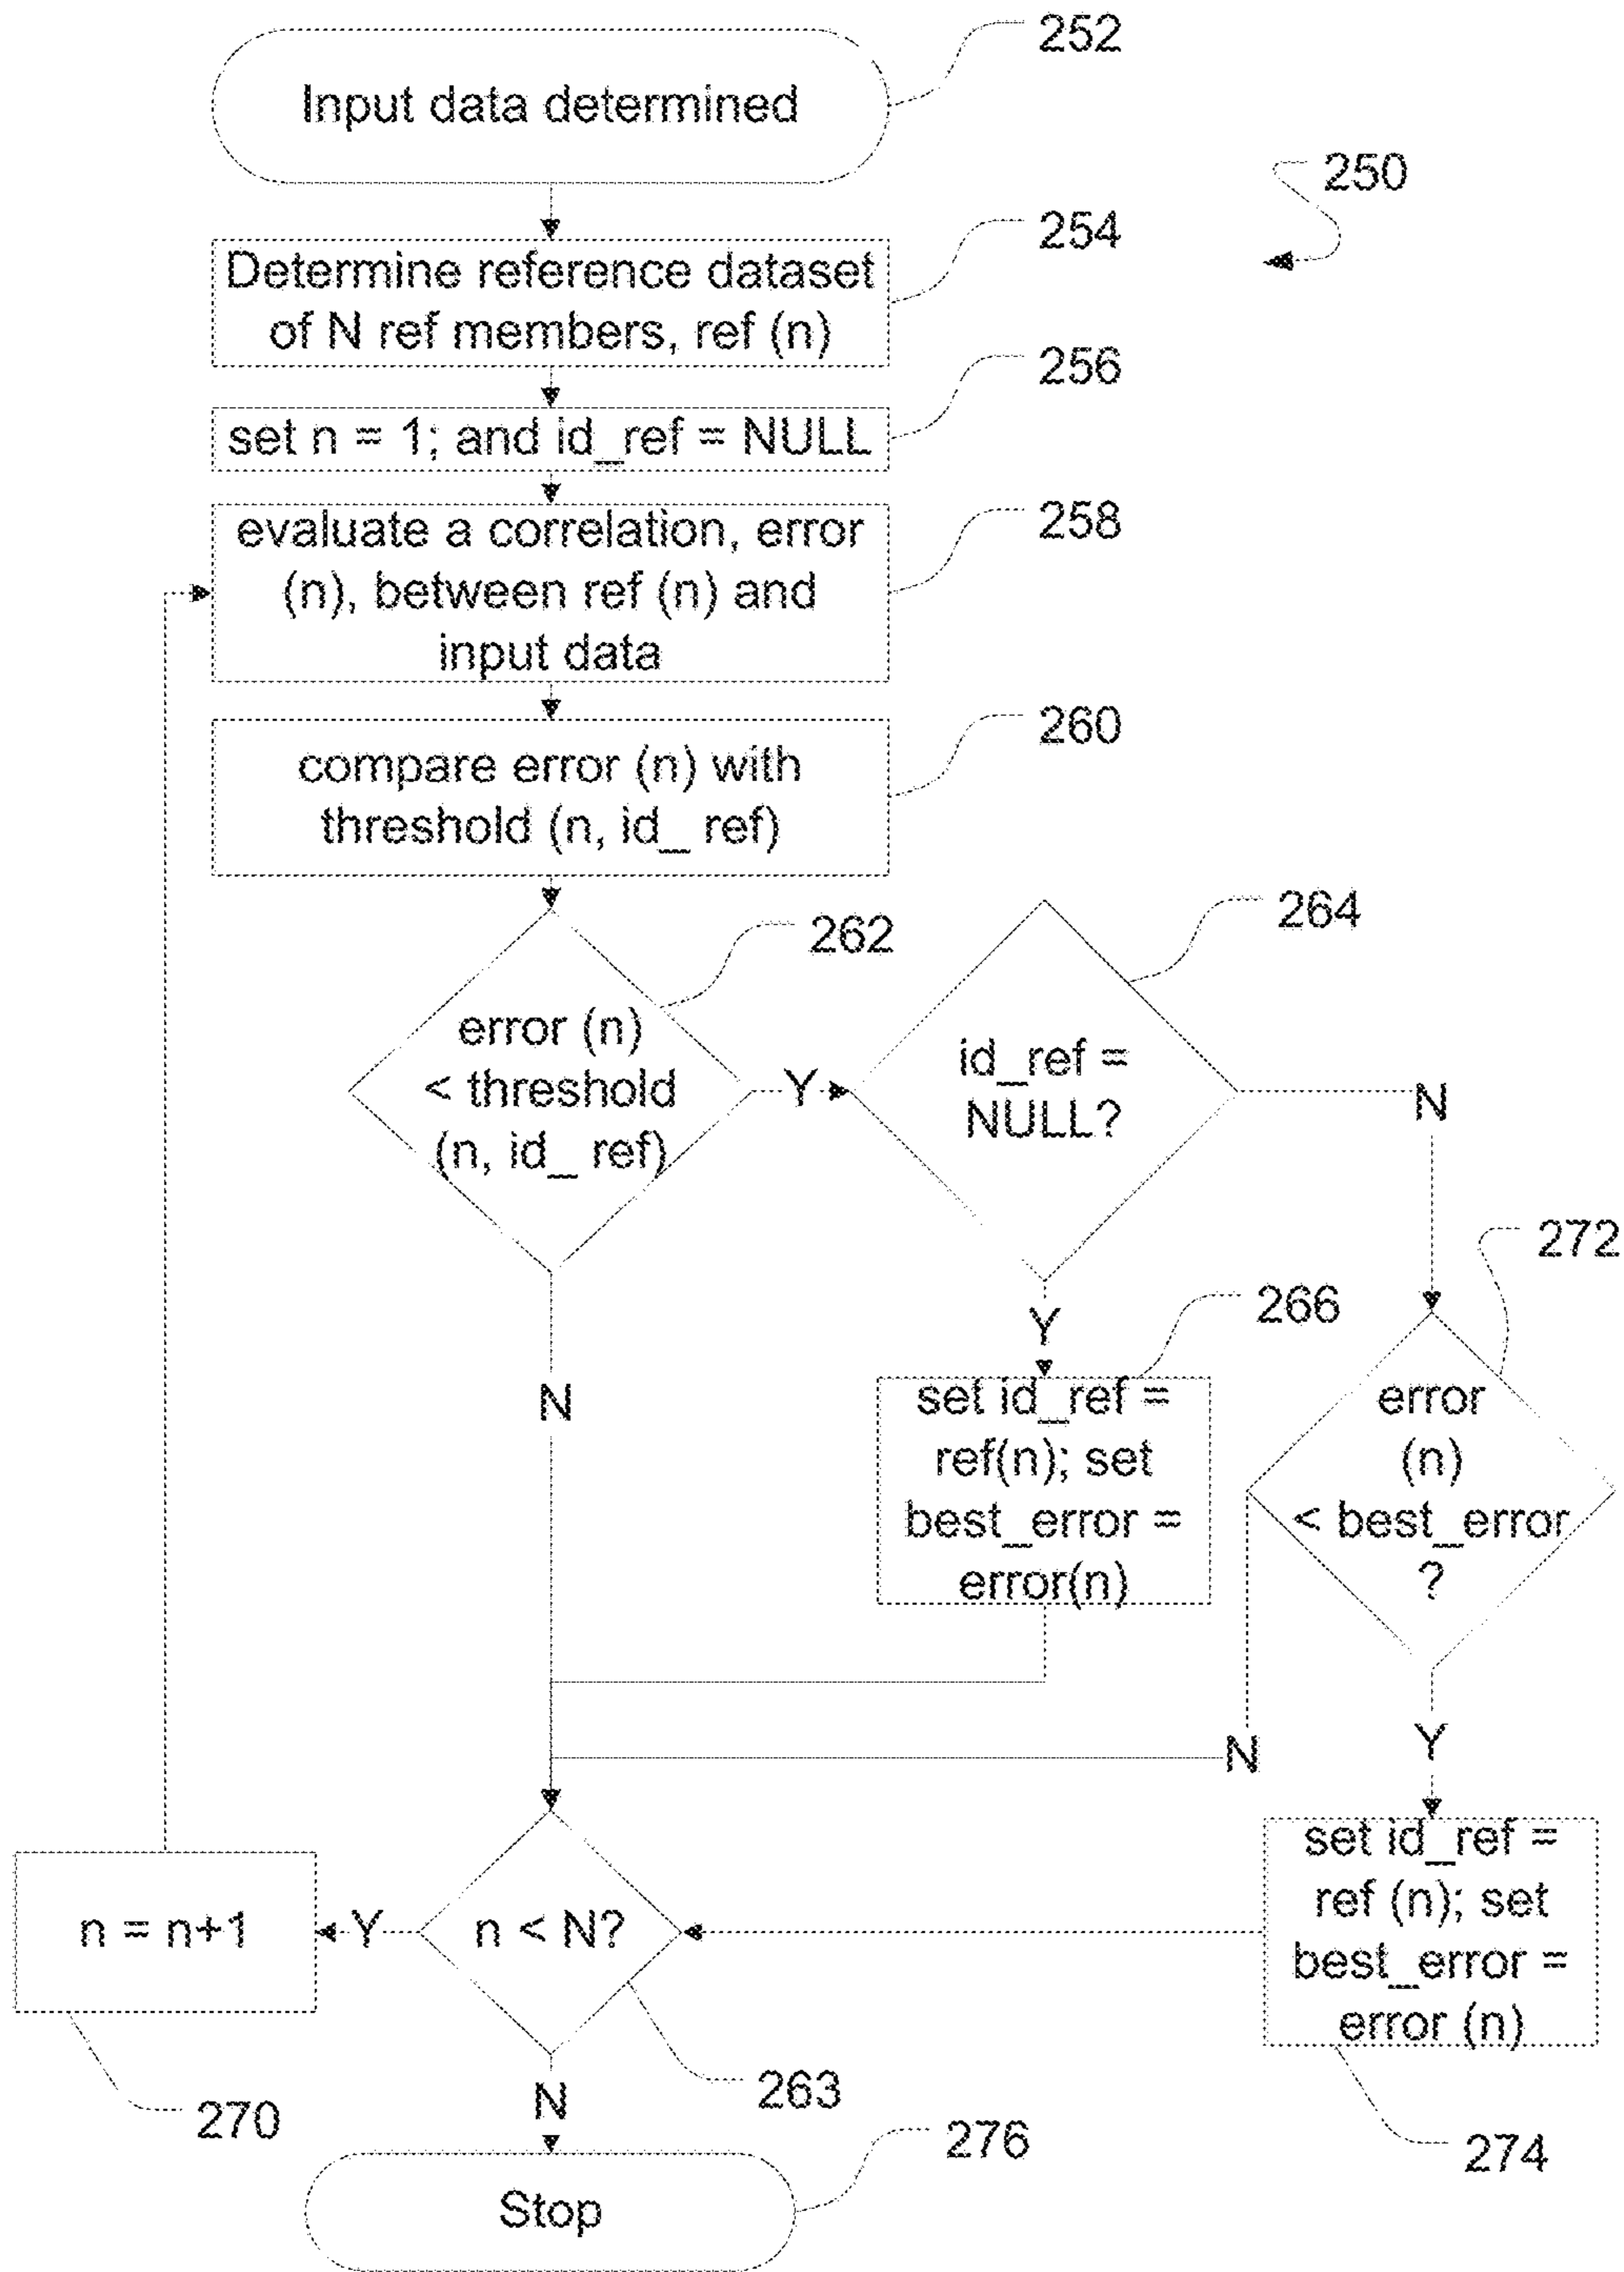 252
Input data determined
250
254
Determine reference dataset
of N ref members, ref (n)
256
set n = 1; and id_ref = NULL
258
evaluate a correlation, error
(n), between ref (n) and
input data
260
compare error (n) with
threshold (n, id_ ref)
262
264
error (n)
< threshold
(n, id_ ref)
Y
id_ref =
NULL?
N
272
266
Y
N
set id_ref =
ref(n); set
best_error =
error(n)
error
(n)
< best_error
?
N
Y
n = n+1
Y
n < N?
set id_ref =
ref (n); set
best_error =
error (n)
270
N
263
276
274
Stop